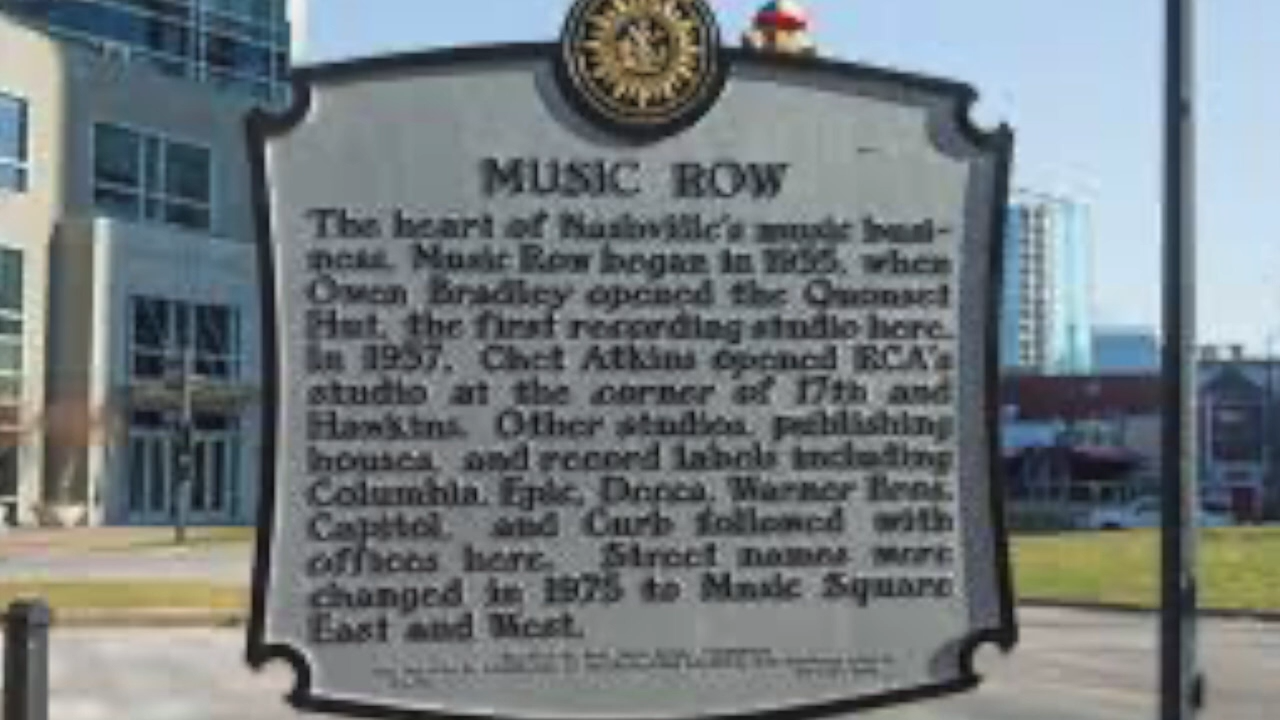 MUSIC ROW
The heart of Nashville's music busi-
ness, Music Row began in 1955, when
Owen Bradley opened the Quonset
Hut, the first recording studio here.
In 1957, Chet Atkins opened RCA's
studio at the corner of 17th and
Hawkins. Other studios, publishing
houses, and record labels including
Columbia, Epic, Decca, Warner Bros.
Capitol, and Curb followed with
offices here. Street names were
changed in 1975 to Music Square
East and West.